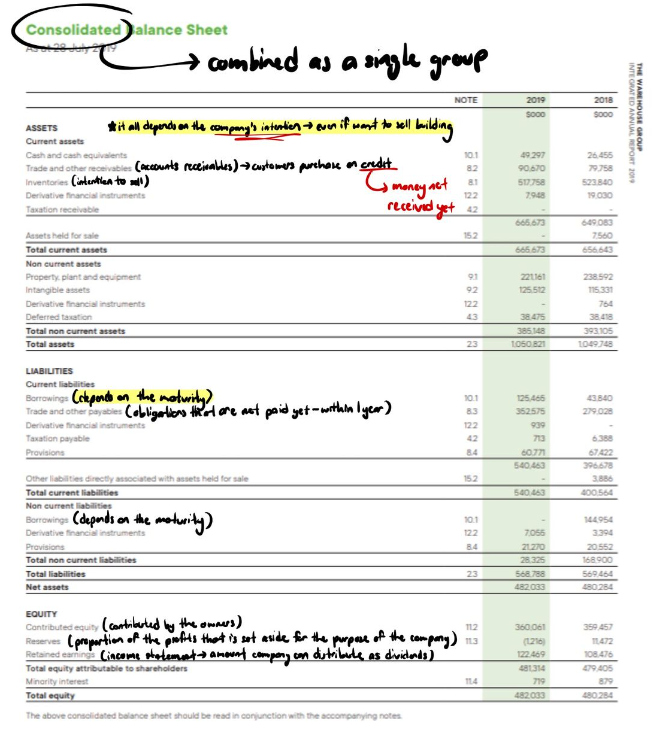 Consolidated Balance Sheet
As at 28 July 2019
→ combined as a single group
THE WAREHOUSE GROUP
INTEGRATED ANNUAL REPORT 2019
NOTE 2019 2018
$000 $000
*it all depends on the company's intention → even if want to sell building
ASSETS
Current assets
Cash and cash equivalents 10.1 49,297 26,455
Trade and other receivables (accounts receivables) → customers purchase on credit 8.2 90,670 79,758
Inventories (intention to sell) 8.1 517,758 523,840
→ money not received yet
Derivative financial instruments 12.2 7,948 19,030
Taxation receivable 4.2 - -
665,673 649,083
Assets held for sale 15.2 - 7,560
Total current assets 665,673 656,643
Non current assets
Property, plant and equipment 9.1 221,161 238,592
Intangible assets 9.2 125,512 115,331
Derivative financial instruments 12.2 - 764
Deferred taxation 4.3 38,475 38,418
Total non current assets 385,148 393,105
Total assets 2.3 1,050,821 1,049,748
LIABILITIES
Current liabilities
Borrowings (depends on the maturity) 10.1 125,465 43,840
Trade and other payables (obligations that are not paid yet - within 1 year) 8.3 352,575 279,028
Derivative financial instruments 12.2 939 -
Taxation payable 4.2 713 6,388
Provisions 8.4 60,771 67,422
540,463 396,678
Other liabilities directly associated with assets held for sale 15.2 - 3,886
Total current liabilities 540,463 400,564
Non current liabilities
Borrowings (depends on the maturity) 10.1 - 144,954
Derivative financial instruments 12.2 7,055 3,394
Provisions 8.4 21,270 20,552
Total non current liabilities 28,325 168,900
Total liabilities 2.3 568,788 569,464
Net assets 482,033 480,284
EQUITY
Contributed equity (contributed by the owners) 11.2 360,061 359,457
Reserves (proportion of the profits that is set aside for the purpose of the company) 11.3 (1,216) 11,472
Retained earnings (income statement → amount company can distribute as dividends) 122,469 108,476
Total equity attributable to shareholders 481,314 479,405
Minority interest 11.4 719 879
Total equity 482,033 480,284
The above consolidated balance sheet should be read in conjunction with the accompanying notes.